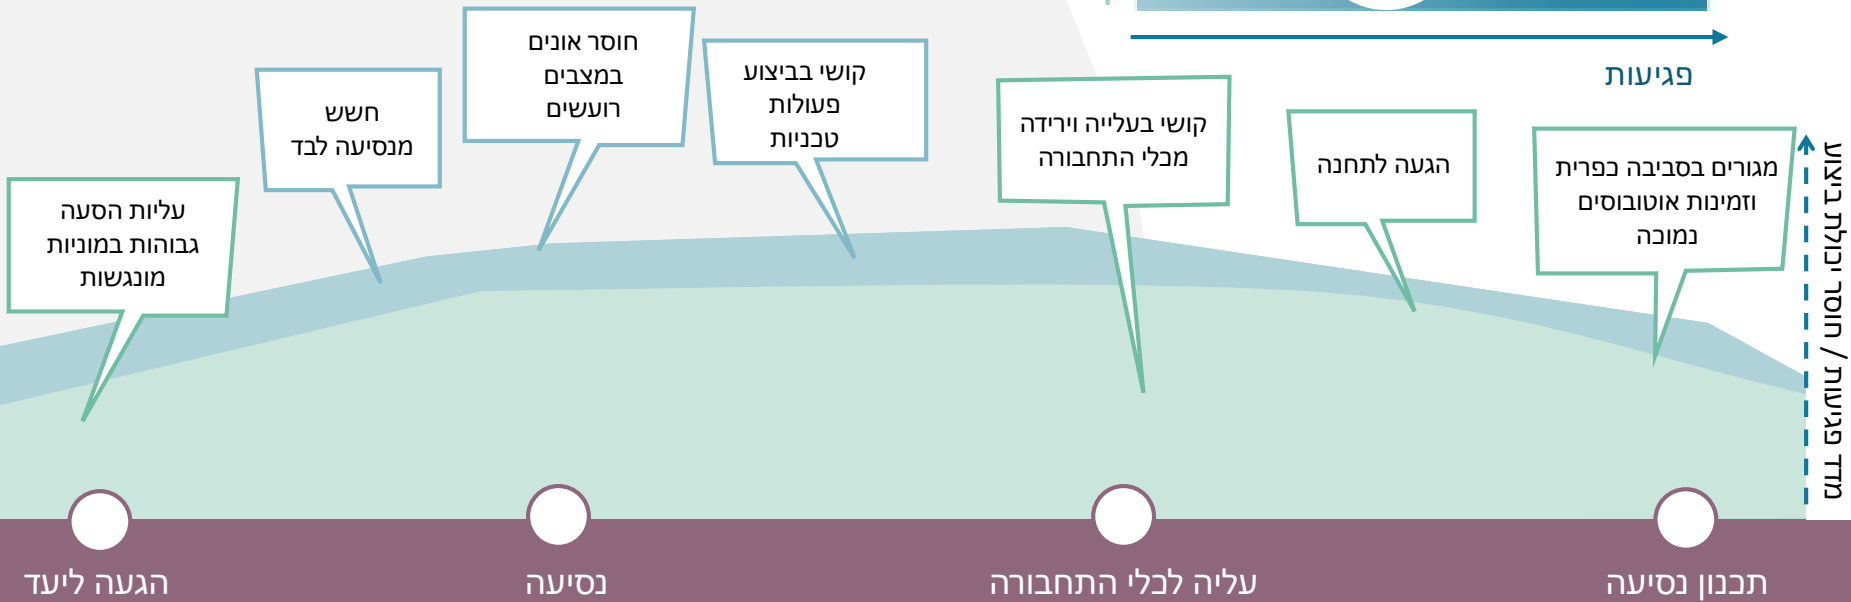 פגיעות
מדד פגיעות / חוסר יכולת ביצוע
מגורים בסביבה כפרית
וזמינות אוטובוסים
נמוכה
הגעה לתחנה
קושי בעלייה וירידה
מכלי התחבורה
קושי בביצוע
פעולות
טכניות
חוסר אונים
במצבים
רועשים
חשש
מנסיעה לבד
עליות הסעה
גבוהות במוניות
מונגשות
תכנון נסיעה
עליה לכלי התחבורה
נסיעה
הגעה ליעד